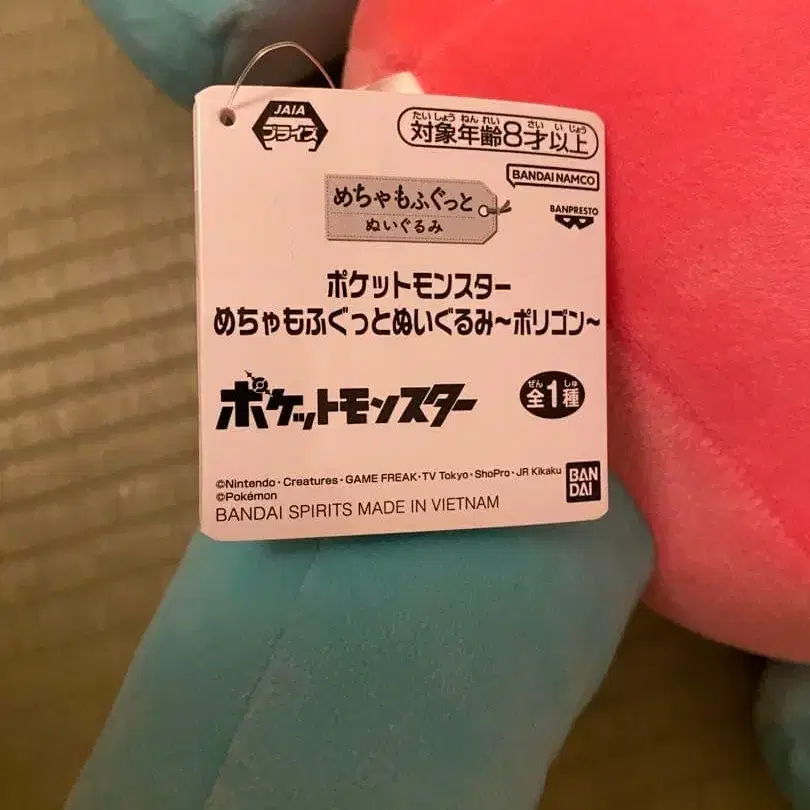 JAIA
プライズ
たいしょうねんれい さいいじょう
対象年齢8才以上
BANDAI NAMCO
めちゃもふぐっと
ぬいぐるみ
BANPRESTO
ポケットモンスター
めちゃもふぐっとぬいぐるみ~ポリゴン~
ポケットモンスター
ぜん しゅ
全1種
©Nintendo・Creatures・GAME FREAK・TV Tokyo・ShoPro・JR Kikaku
©Pokémon
BAN
DAI
BANDAI SPIRITS MADE IN VIETNAM